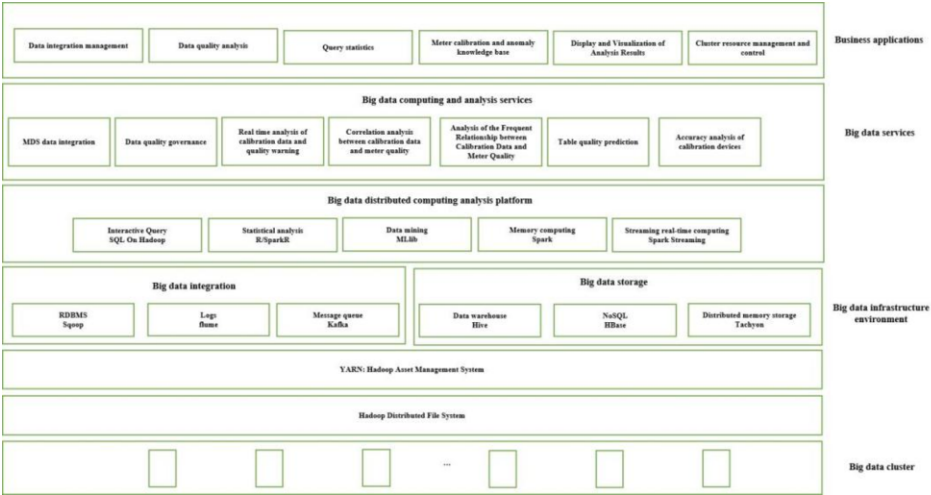 Data integration management
Data quality analysis
Query statistics
Meter calibration and anomaly
knowledge base
Display and Visualization of
Analysis Results
Cluster resource management and
control
Business applications
Big data computing and analysis services
MDS data integration
Data quality governance
Real time analysis of
calibration data and
quality warning
Correlation analysis
between calibration data
and meter quality
Analysis of the Frequent
Relationship between
Calibration Data and
Meter Quality
Table quality prediction
Accuracy analysis of
calibration devices
Big data services
Big data distributed computing analysis platform
Interactive Query
SQL On Hadoop
Statistical analysis
R/SparkR
Data mining
MLlib
Memory computing
Spark
Streaming real-time computing
Spark Streaming
Big data integration
RDBMS
Sqoop
Logs
flume
Message queue
Kafka
Big data storage
Data warehouse
Hive
NoSQL
HBase
Distributed memory storage
Tachyon
Big data infrastructure
environment
YARN: Hadoop Asset Management System
Hadoop Distributed File System
...
Big data cluster